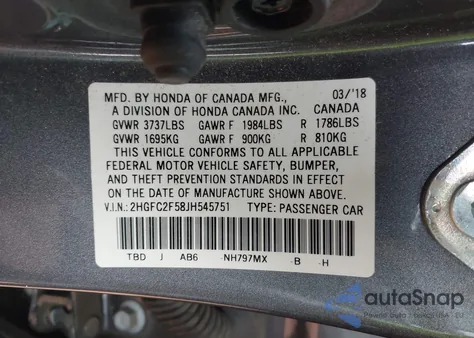 MFD. BY HONDA OF CANADA MFG., 03/'18
A DIVISION OF HONDA CANADA INC. CANADA
GVWR 3737LBS GAWR F 1984LBS R 1786LBS
GVWR 1695KG GAWR F 900KG R 810KG
THIS VEHICLE CONFORMS TO ALL APPLICABLE
FEDERAL MOTOR VEHICLE SAFETY, BUMPER,
AND THEFT PREVENTION STANDARDS IN EFFECT
ON THE DATE OF MANUFACTURE SHOWN ABOVE.
V.I.N.: 2HGFC2F58JH545751 TYPE: PASSENGER CAR
TBD J AB6 NH797MX -B -H
autoSnap